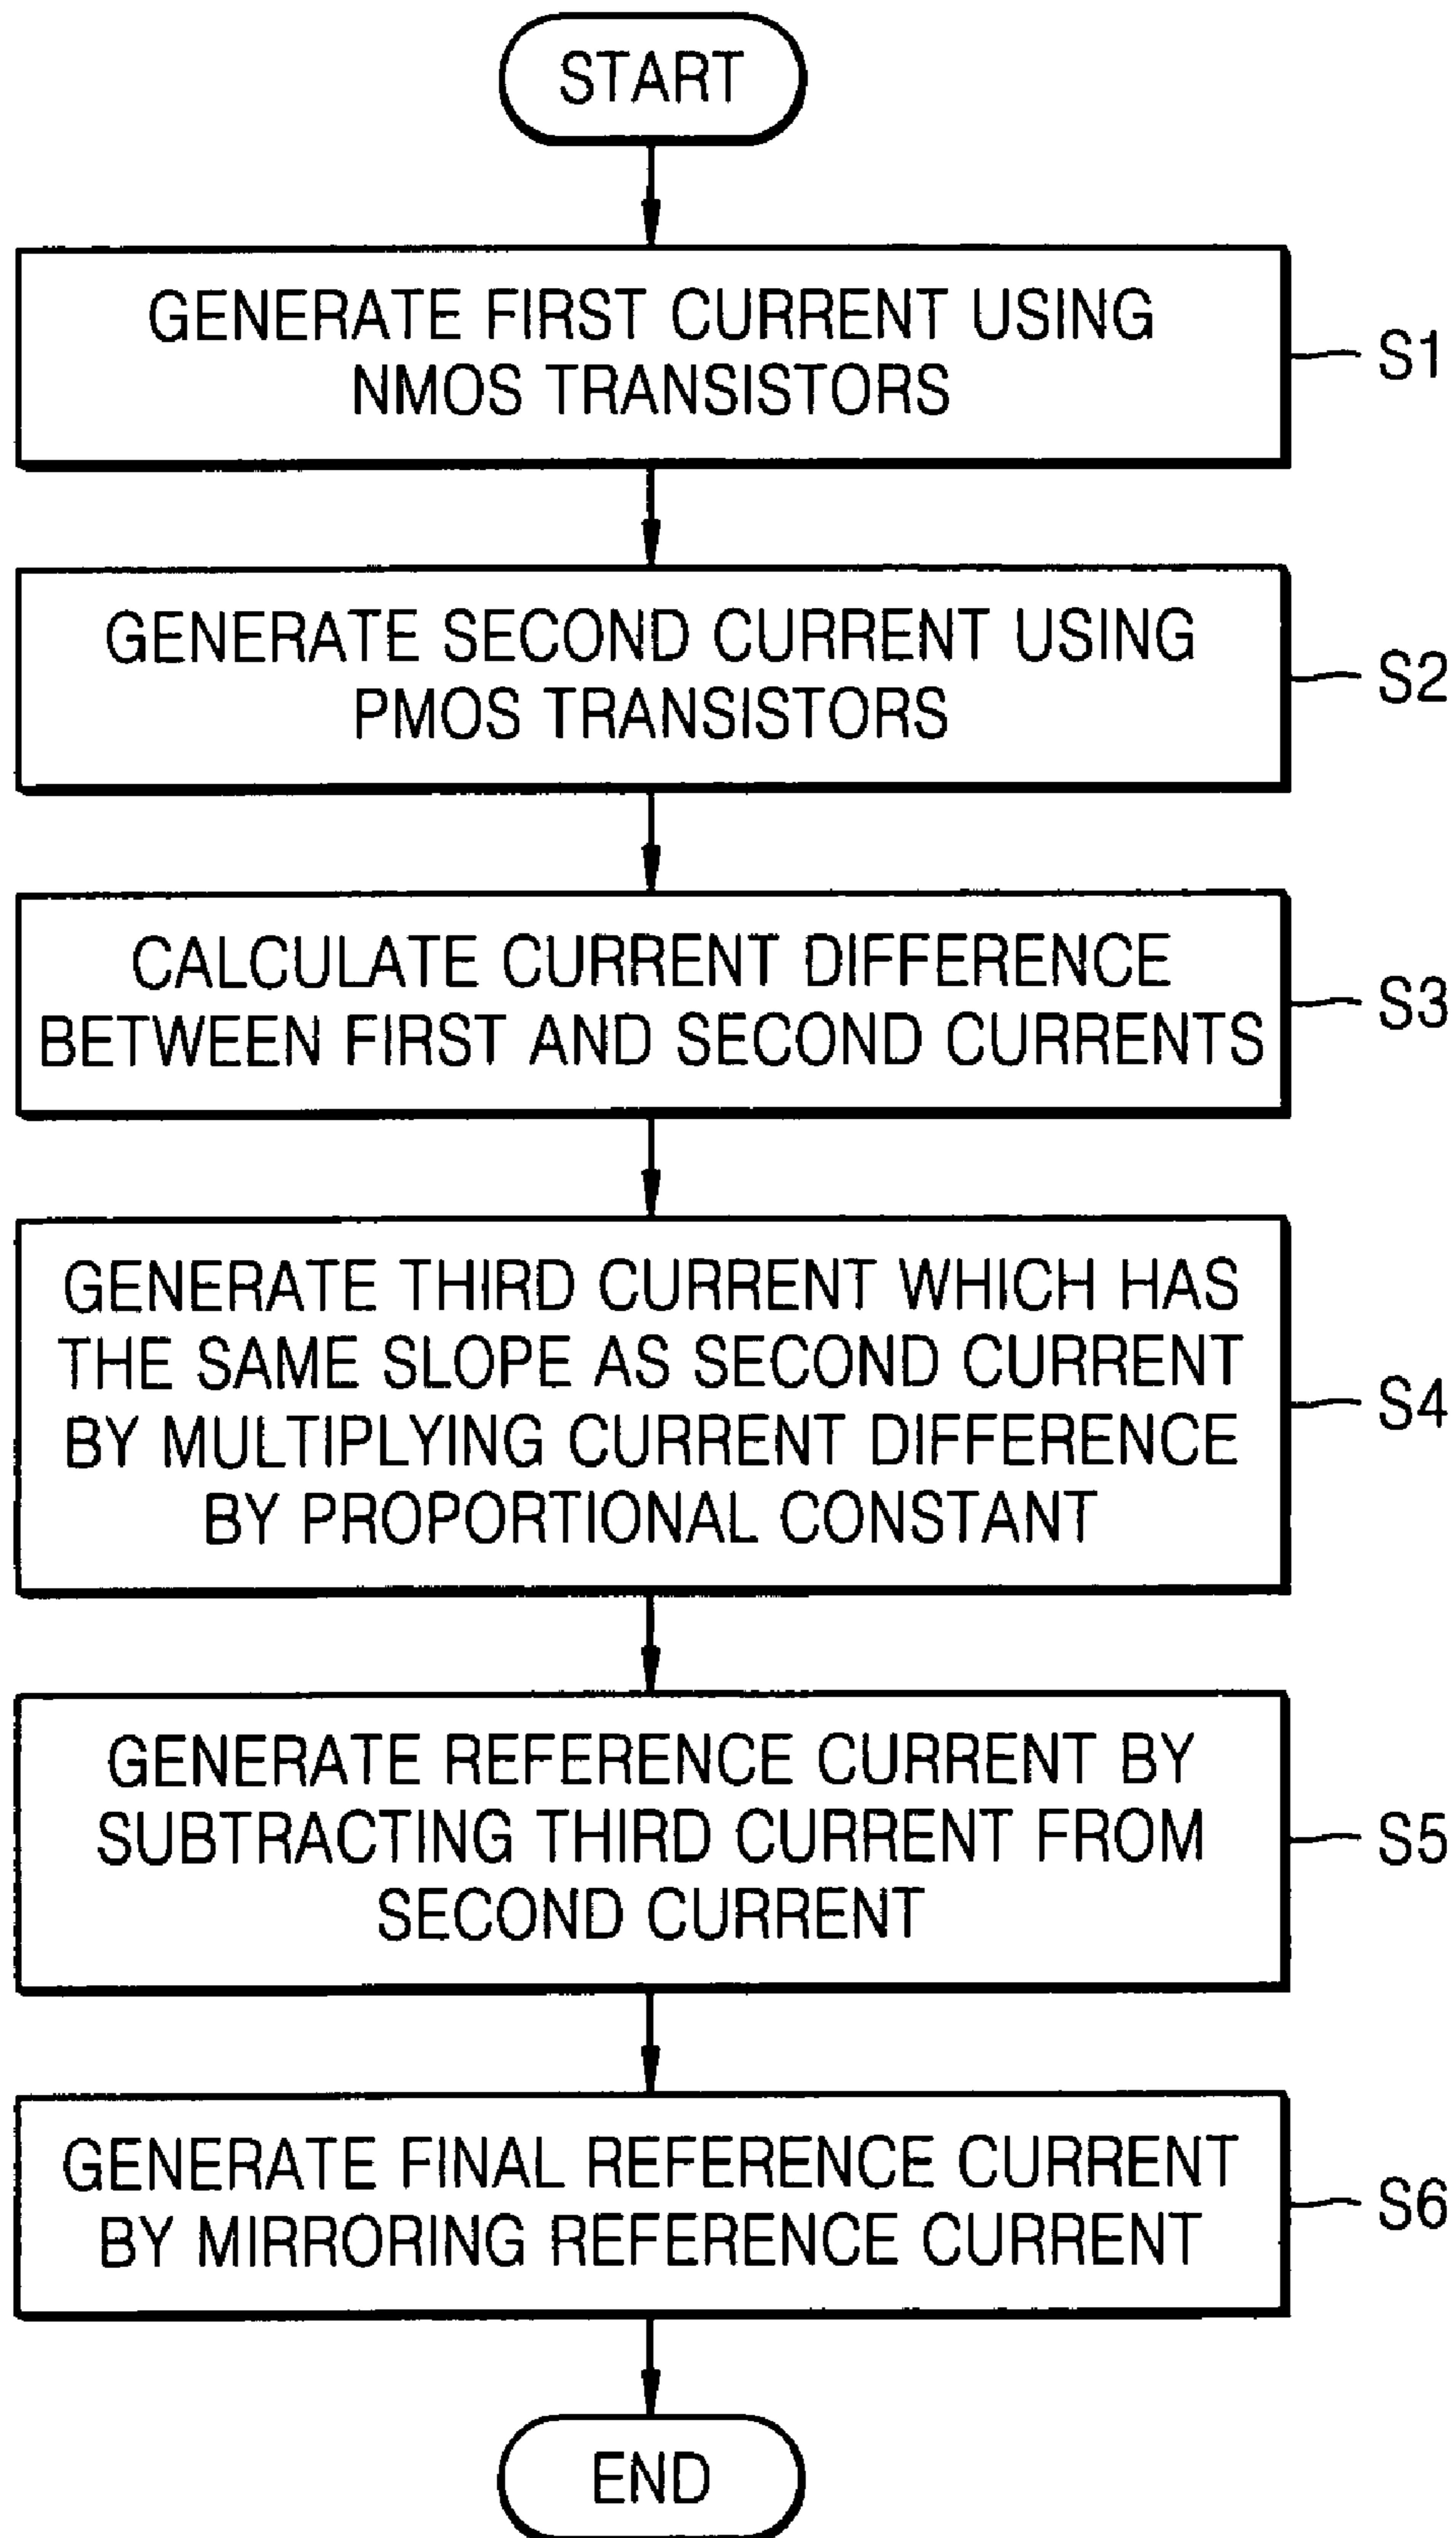 START
GENERATE FIRST CURRENT USING
NMOS TRANSISTORS
S1
GENERATE SECOND CURRENT USING
PMOS TRANSISTORS
S2
CALCULATE CURRENT DIFFERENCE
BETWEEN FIRST AND SECOND CURRENTS
S3
GENERATE THIRD CURRENT WHICH HAS
THE SAME SLOPE AS SECOND CURRENT
BY MULTIPLYING CURRENT DIFFERENCE
BY PROPORTIONAL CONSTANT
S4
GENERATE REFERENCE CURRENT BY
SUBTRACTING THIRD CURRENT FROM
SECOND CURRENT
S5
GENERATE FINAL REFERENCE CURRENT
BY MIRRORING REFERENCE CURRENT
S6
END